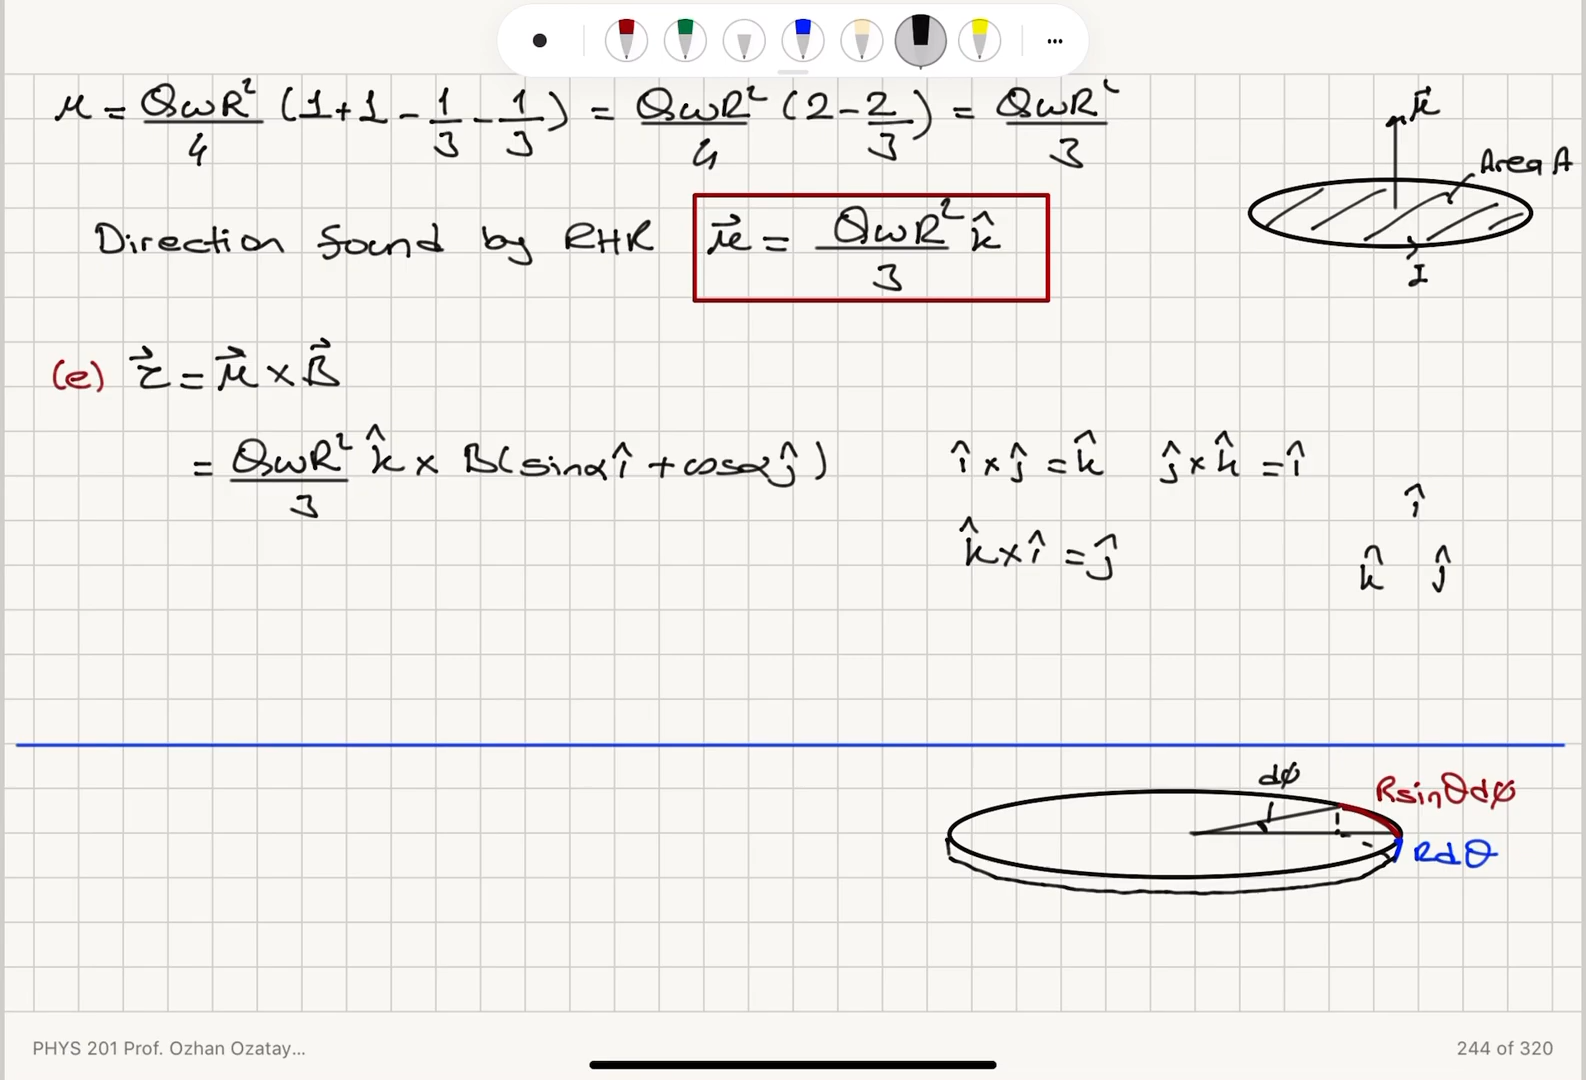 μ = QωR²/4 (1+1-1/3-1/3) = QωR²/4 (2-2/3) = QωR²/3
μ⃗
Area A
I
Direction found by RHR μ⃗ = QωR²/3 k̂
(e) τ⃗ = μ⃗ × B⃗
= QωR²/3 k̂ × B(sinα î + cosα ĵ)
î × ĵ = k̂ ĵ × k̂ = î
k̂ × î = ĵ
î
k̂ ĵ
dϕ
Rsinθdϕ
Rdθ
PHYS 201 Prof. Ozhan Ozatay...
244 of 320